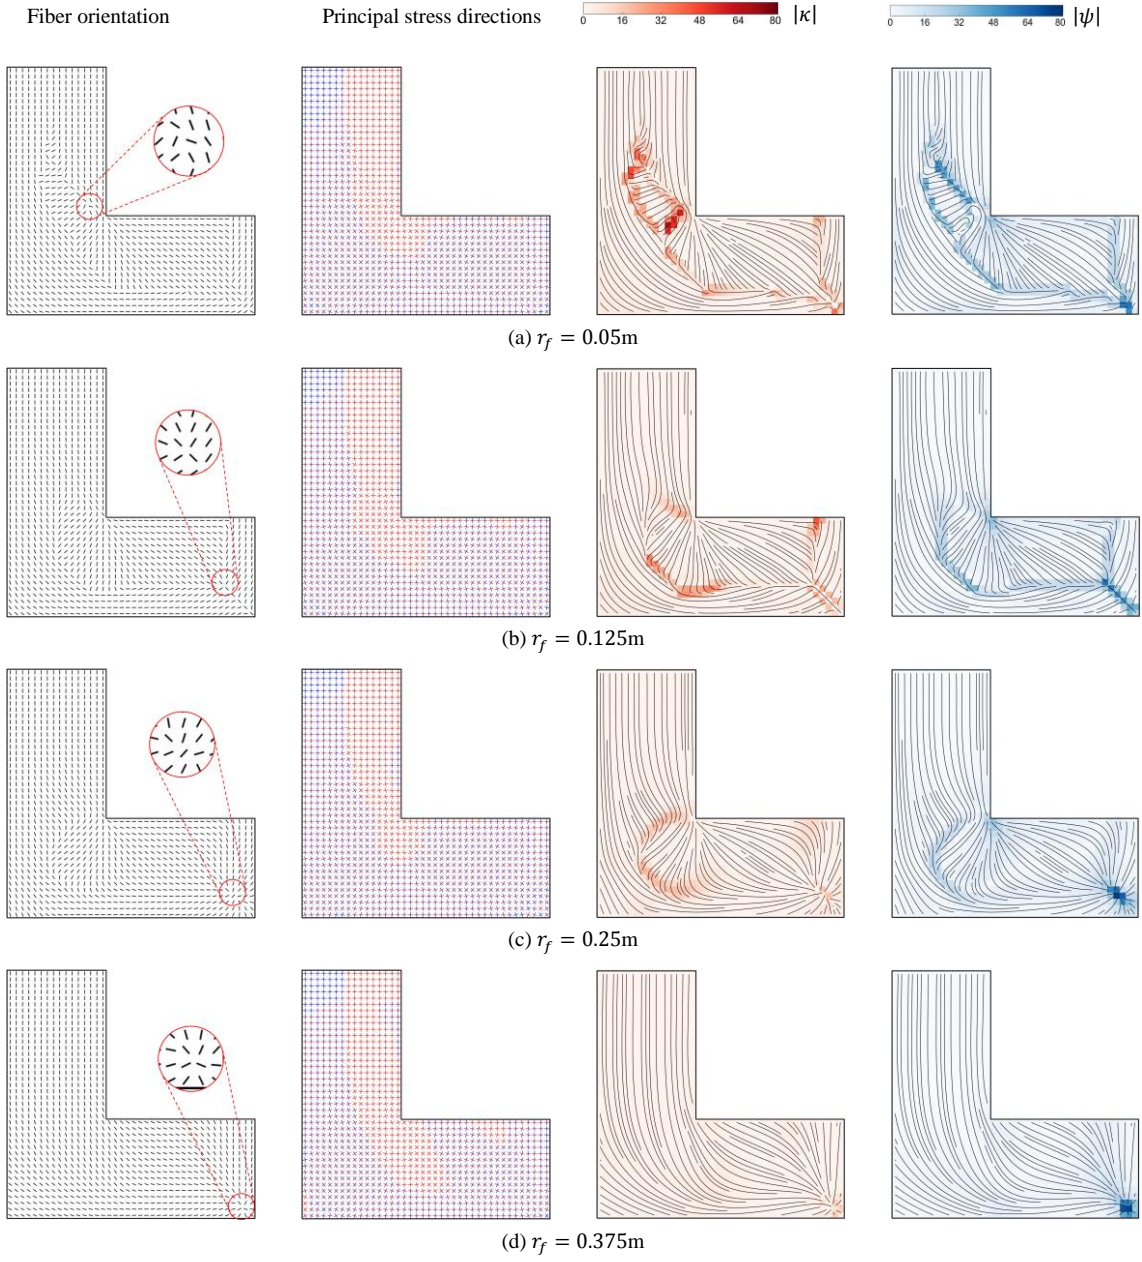 Fiber orientation
Principal stress directions
0 16 32 48 64 80 |κ|
0 16 32 48 64 80 |ψ|
(a) r_f = 0.05m
(b) r_f = 0.125m
(c) r_f = 0.25m
(d) r_f = 0.375m